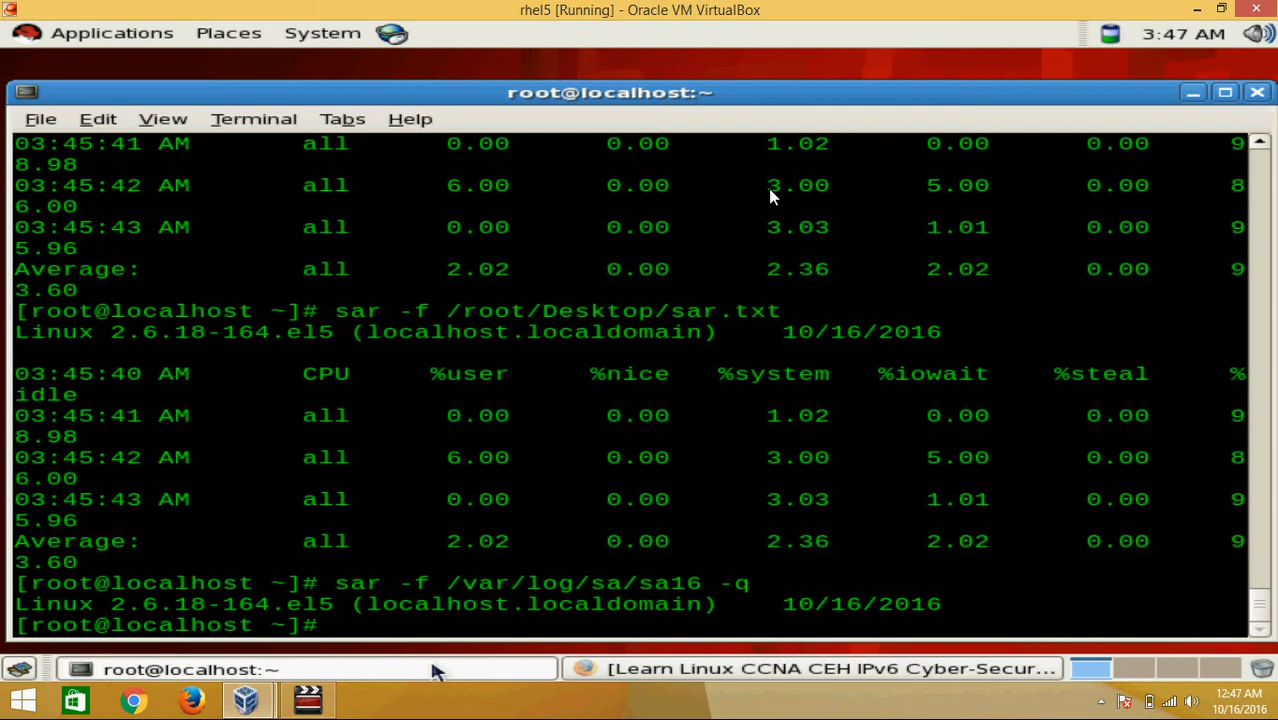 rhel5 [Running] - Oracle VM VirtualBox
Applications Places System 3:47 AM
root@localhost:~
File Edit View Terminal Tabs Help
03:45:41 AM all 0.00 0.00 1.02 0.00 0.00 9
8.98
03:45:42 AM all 6.00 0.00 3.00 5.00 0.00 8
6.00
03:45:43 AM all 0.00 0.00 3.03 1.01 0.00 9
5.96
Average: all 2.02 0.00 2.36 2.02 0.00 9
3.60
[root@localhost ~]# sar -f /root/Desktop/sar.txt
Linux 2.6.18-164.el5 (localhost.localdomain) 10/16/2016
03:45:40 AM CPU %user %nice %system %iowait %steal %
idle
03:45:41 AM all 0.00 0.00 1.02 0.00 0.00 9
8.98
03:45:42 AM all 6.00 0.00 3.00 5.00 0.00 8
6.00
03:45:43 AM all 0.00 0.00 3.03 1.01 0.00 9
5.96
Average: all 2.02 0.00 2.36 2.02 0.00 9
3.60
[root@localhost ~]# sar -f /var/log/sa/sa16 -q
Linux 2.6.18-164.el5 (localhost.localdomain) 10/16/2016
[root@localhost ~]#
root@localhost:~ [Learn Linux CCNA CEH IPv6 Cyber-Secur...
12:47 AM
10/16/2016